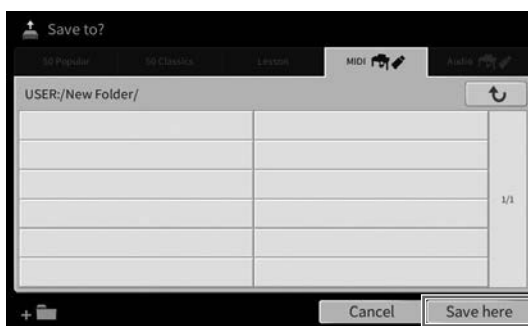 Save to?
50 Popular 50 Classics Lesson MIDI Audio
USER:/New Folder/
1/1
+
Cancel Save here